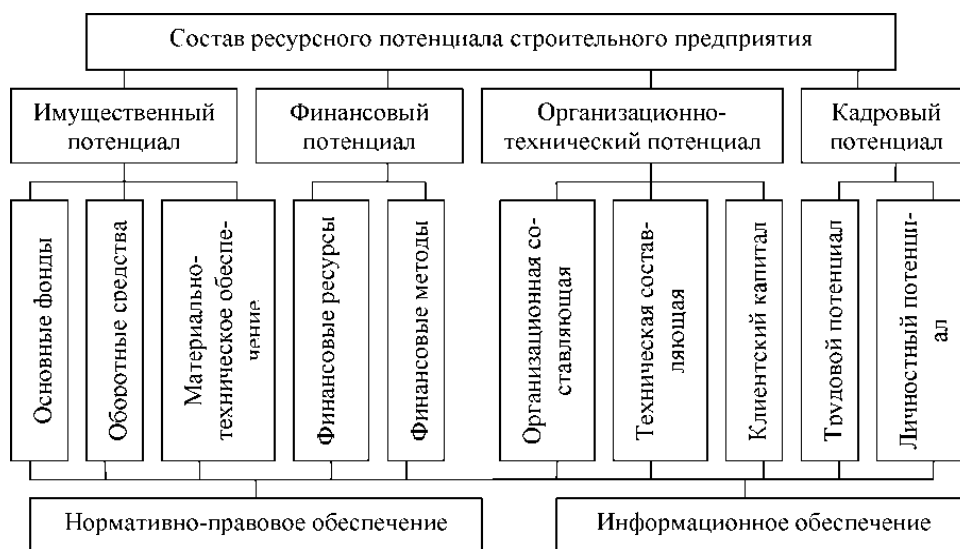 Состав ресурсного потенциала строительного предприятия
Имущественный
потенциал
Финансовый
потенциал
Организационно-
технический потенциал
Кадровый
потенциал
Основные фонды
Оборотные средства
Материально-
техническое обеспе-
чение
Финансовые ресурсы
Финансовые методы
Организационная со-
ставляющая
Техническая состав-
ляющая
Клиентский капитал
Трудовой потенциал
Личностный потенци-
ал
Нормативно-правовое обеспечение
Информационное обеспечение